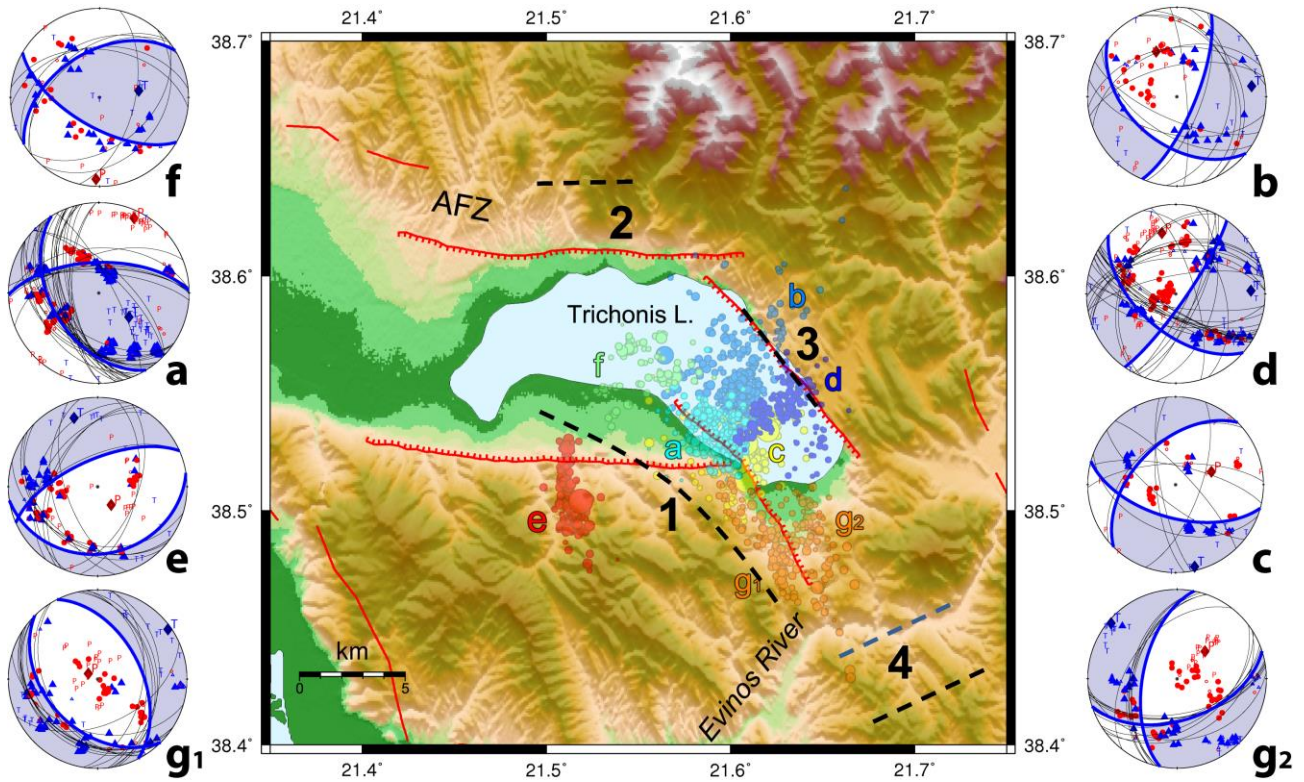 21.4° 21.5° 21.6° 21.7°
38.7° 38.7°
38.6° 38.6°
38.5° 38.5°
38.4° 38.4°
21.4° 21.5° 21.6° 21.7°
AFZ
2
Trichonis L.
b
3
f
d
a
c
e
1
g2
g1
km
0 5
Evinos River
4
f
a
e
g1
b
d
c
g2